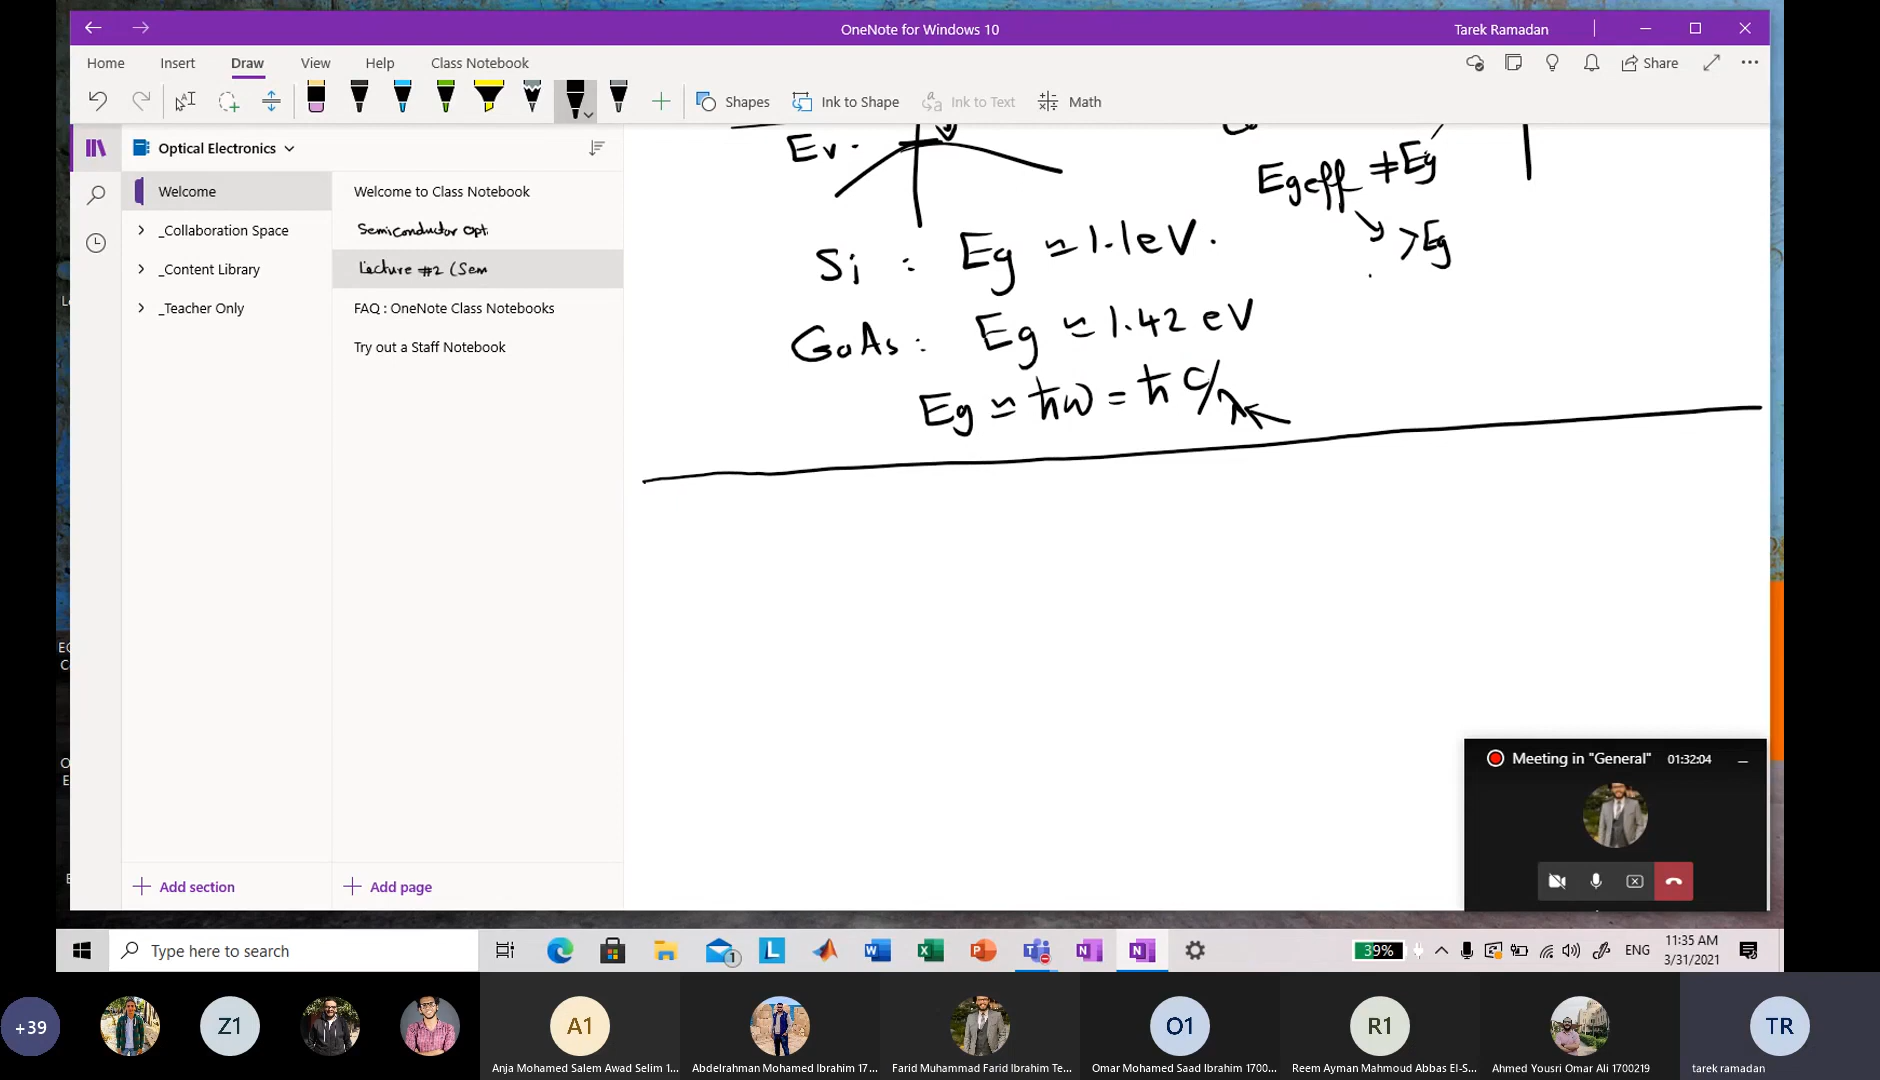 OneNote for Windows 10
Tarek Ramadan
Home Insert Draw View Help Class Notebook
Share
Shapes Ink to Shape Ink to Text Math
Optical Electronics
Welcome
_Collaboration Space
_Content Library
_Teacher Only
Welcome to Class Notebook
Semiconductor Opt
Lecture #2 (Sem
FAQ : OneNote Class Notebooks
Try out a Staff Notebook
Add section
Add page
Ev.
Egeff ≠ Eg
> Eg
Si : Eg ≃ 1.1eV.
GaAs : Eg ≃ 1.42 eV
Eg ≃ ħω = ħ C/λ
Meeting in "General" 01:32:04
Type here to search
1
39%
ENG
11:35 AM
3/31/2021
+39
Z1
A1
O1
R1
TR
Anja Mohamed Salem Awad Selim 1...
Abdelrahman Mohamed Ibrahim 17...
Farid Muhammad Farid Ibrahim Te...
Omar Mohamed Saad Ibrahim 1700...
Reem Ayman Mahmoud Abbas El-S...
Ahmed Yousri Omar Ali 1700219
tarek ramadan